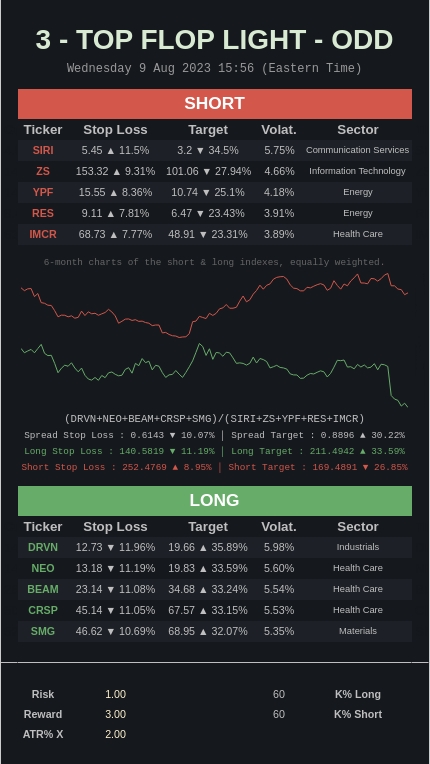 3 - TOP FLOP LIGHT - ODD
Wednesday 9 Aug 2023 15:56 (Eastern Time)
SHORT
Ticker Stop Loss Target Volat. Sector
SIRI 5.45 ▲ 11.5% 3.2 ▼ 34.5% 5.75% Communication Services
ZS 153.32 ▲ 9.31% 101.06 ▼ 27.94% 4.66% Information Technology
YPF 15.55 ▲ 8.36% 10.74 ▼ 25.1% 4.18% Energy
RES 9.11 ▲ 7.81% 6.47 ▼ 23.43% 3.91% Energy
IMCR 68.73 ▲ 7.77% 48.91 ▼ 23.31% 3.89% Health Care
6-month charts of the short & long indexes, equally weighted.
(DRVN+NEO+BEAM+CRSP+SMG)/(SIRI+ZS+YPF+RES+IMCR)
Spread Stop Loss : 0.6143 ▼ 10.07% | Spread Target : 0.8896 ▲ 30.22%
Long Stop Loss : 140.5819 ▼ 11.19% | Long Target : 211.4942 ▲ 33.59%
Short Stop Loss : 252.4769 ▲ 8.95% | Short Target : 169.4891 ▼ 26.85%
LONG
Ticker Stop Loss Target Volat. Sector
DRVN 12.73 ▼ 11.96% 19.66 ▲ 35.89% 5.98% Industrials
NEO 13.18 ▼ 11.19% 19.83 ▲ 33.59% 5.60% Health Care
BEAM 23.14 ▼ 11.08% 34.68 ▲ 33.24% 5.54% Health Care
CRSP 45.14 ▼ 11.05% 67.57 ▲ 33.15% 5.53% Health Care
SMG 46.62 ▼ 10.69% 68.95 ▲ 32.07% 5.35% Materials
Risk 1.00 60 K% Long
Reward 3.00 60 K% Short
ATR% X 2.00